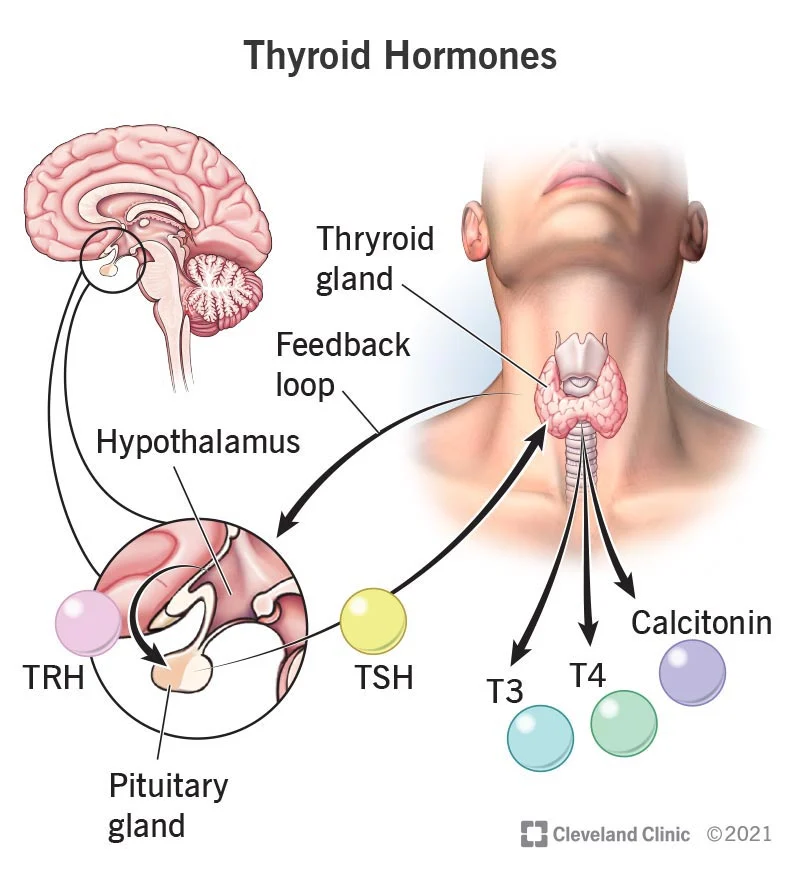 Thyroid Hormones
Thryroid
gland
Feedback
loop
Hypothalamus
TRH
TSH
Calcitonin
T3
T4
Pituitary
gland
Cleveland Clinic ©2021